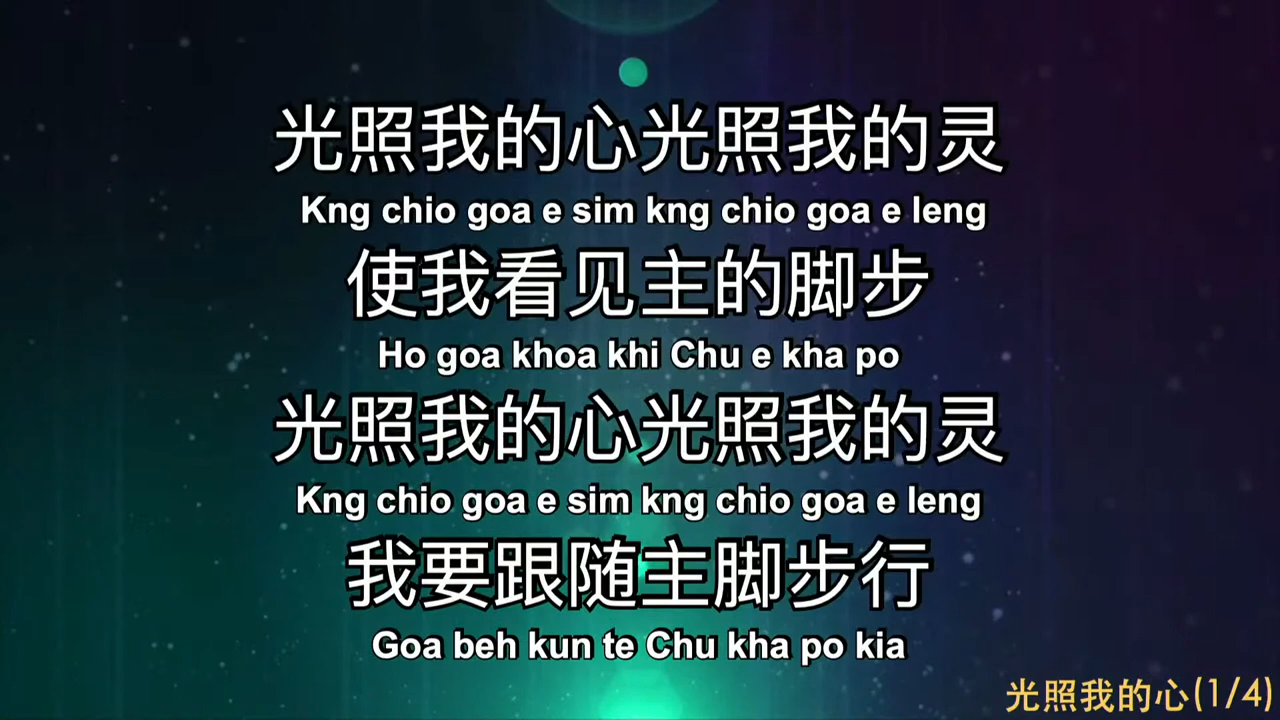 光照我的心光照我的灵
Kng chio goa e sim kng chio goa e leng
使我看见主的脚步
Ho goa khoa khi Chu e kha po
光照我的心光照我的灵
Kng chio goa e sim kng chio goa e leng
我要跟随主脚步行
Goa beh kun te Chu kha po kia
光照我的心(1/4)